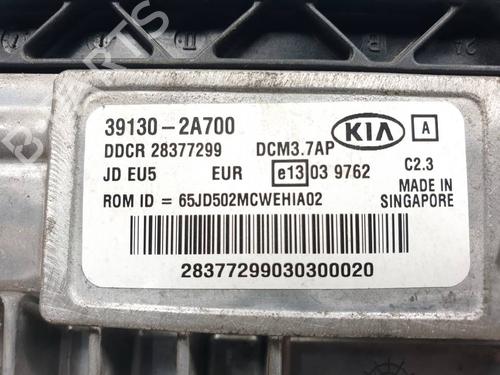 39130-2A700
KIA A
DDCR 28377299 DCM3.7AP
JD EU5 EUR e13 03 9762 C2.3
ROM ID = 65JD502MCWEHIA02
MADE IN
SINGAPORE
28377299030300020